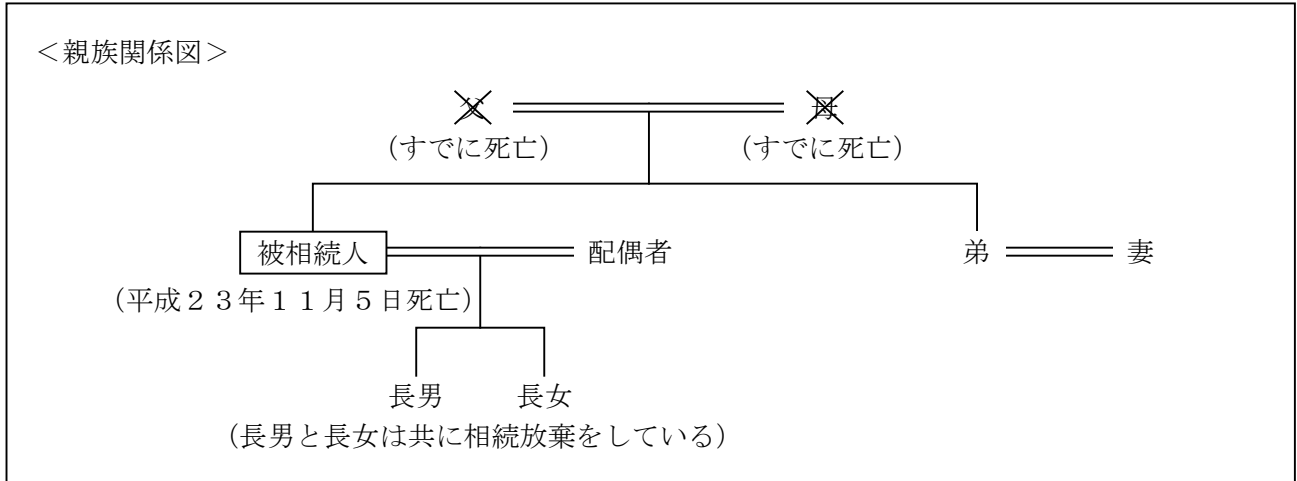 ＜親族関係図＞
父　母
（すでに死亡）　（すでに死亡）
被相続人　配偶者　弟　妻
（平成２３年１１月５日死亡）
長男　長女
（長男と長女は共に相続放棄をしている）